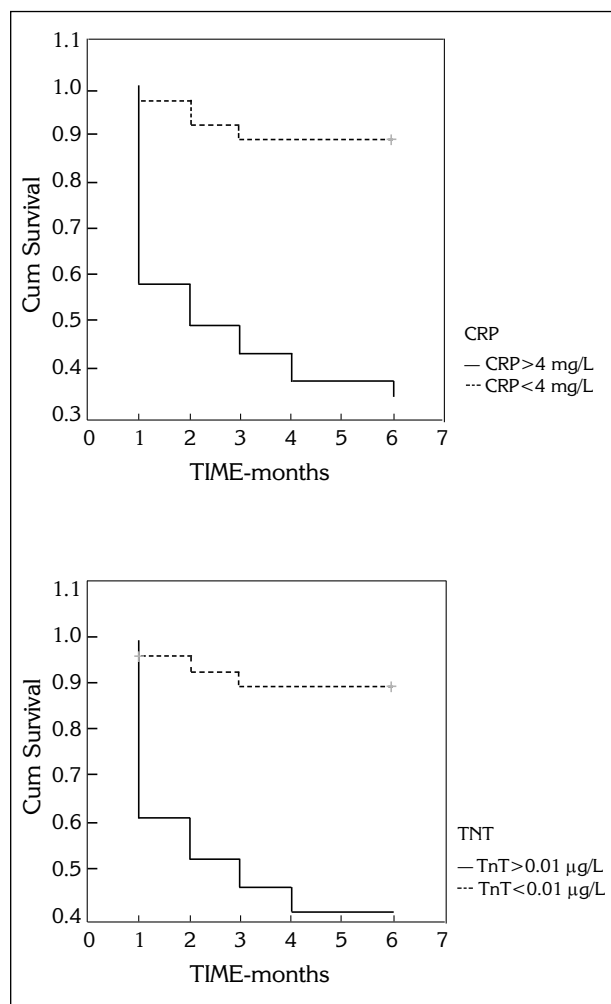 1.1
1.0
0.9
0.8
0.7
0.6
0.5
0.4
0.3
Cum Survival
0 1 2 3 4 5 6 7
TIME-months
CRP
CRP>4 mg/L
CRP<4 mg/L
1.1
1.0
0.9
0.8
0.7
0.6
0.5
0.4
Cum Survival
0 1 2 3 4 5 6 7
TIME-months
TNT
TnT>0.01 µg/L
TnT<0.01 µg/L